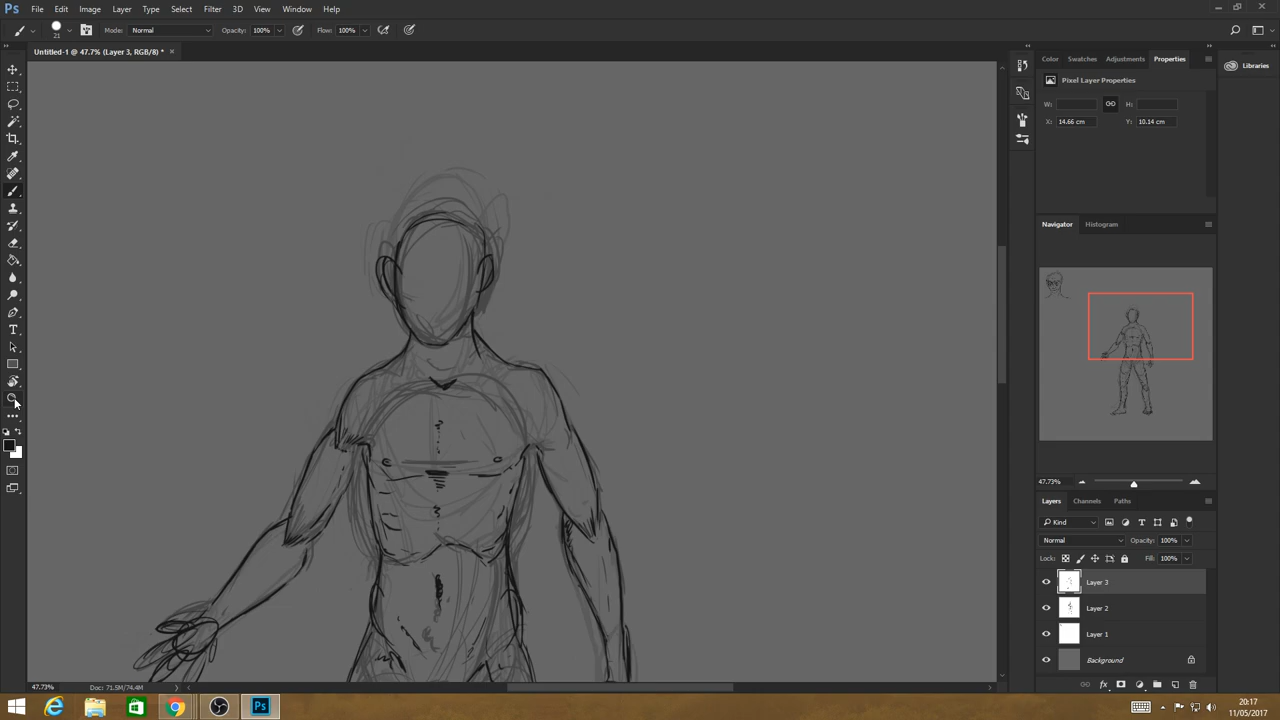 Ps File Edit Image Layer Type Select Filter 3D View Window Help
21 Mode: Normal Opacity: 100% Flow: 100%
Untitled-1 @ 47.7% (Layer 3, RGB/8) * ×
Color Swatches Adjustments Properties
Libraries
Pixel Layer Properties
W: H:
X: 14.66 cm Y: 10.14 cm
Navigator Histogram
47.73%
Layers Channels Paths
Kind
Normal Opacity: 100%
Lock: Fill: 100%
Layer 3
Layer 2
Layer 1
Background
47.73% Doc: 71.5M/74.4M
Ps
20:17
11/05/2017